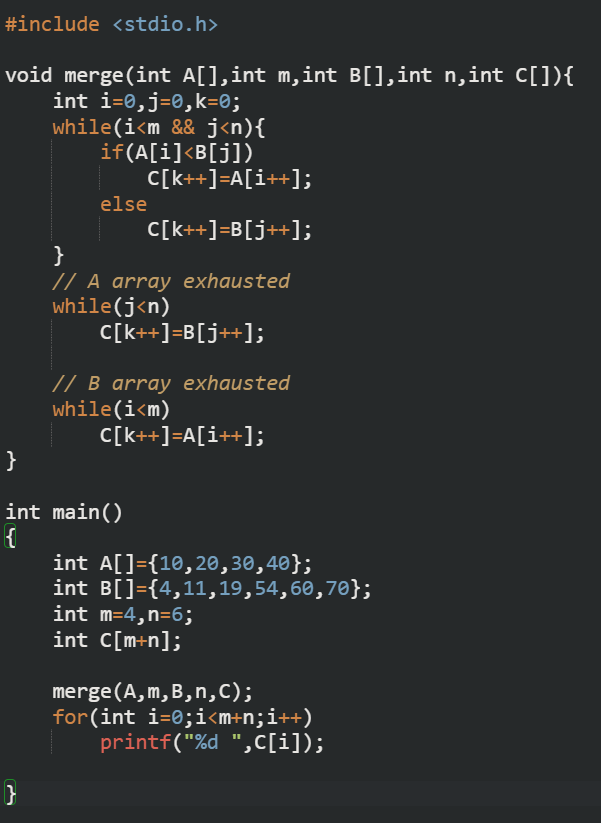 #include <stdio.h>
void merge(int A[],int m,int B[],int n,int C[]){
    int i=0,j=0,k=0;
    while(i<m && j<n){
        if(A[i]<B[j])
            C[k++]=A[i++];
        else
            C[k++]=B[j++];
    }
    // A array exhausted
    while(j<n)
        C[k++]=B[j++];
    // B array exhausted
    while(i<m)
        C[k++]=A[i++];
}
int main()
{
    int A[]={10,20,30,40};
    int B[]={4,11,19,54,60,70};
    int m=4,n=6;
    int C[m+n];
    merge(A,m,B,n,C);
    for(int i=0;i<m+n;i++)
        printf("%d ",C[i]);
}